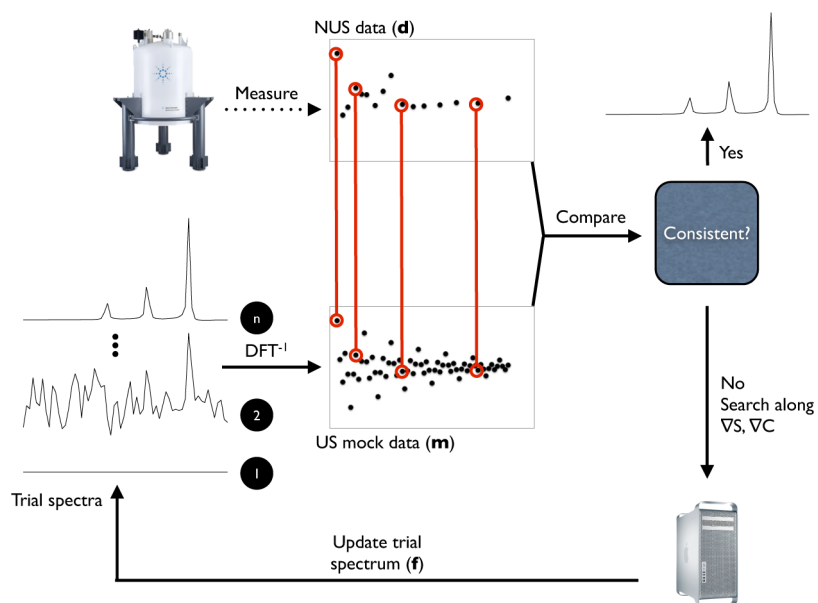 NUS data (d)
Measure
Yes
Compare
Consistent?
n
DFT-1
2
No
Search along
∇S, ∇C
US mock data (m)
1
Trial spectra
Update trial
spectrum (f)